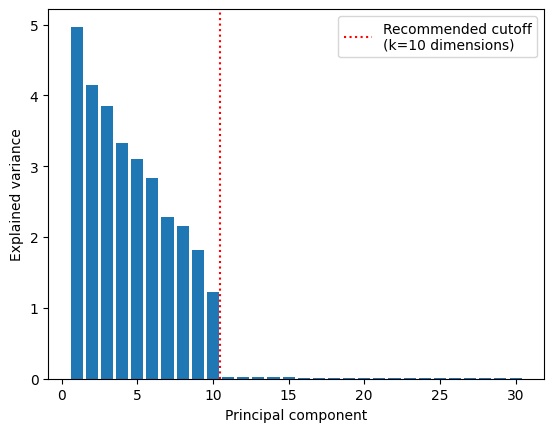 5
4
3
2
1
0
Explained variance
Recommended cutoff
(k=10 dimensions)
0 5 10 15 20 25 30
Principal component